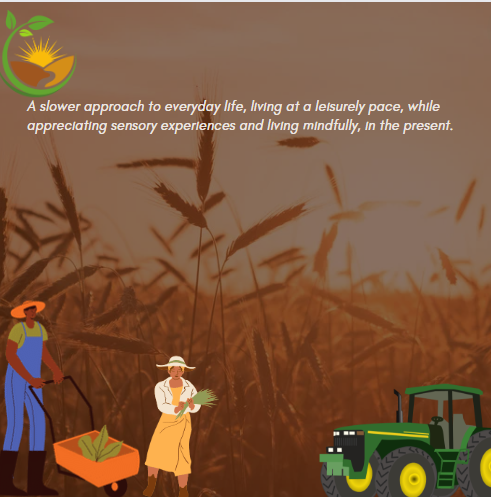 A slower approach to everyday life, living at a leisurely pace, while
appreciating sensory experiences and living mindfully, in the present.